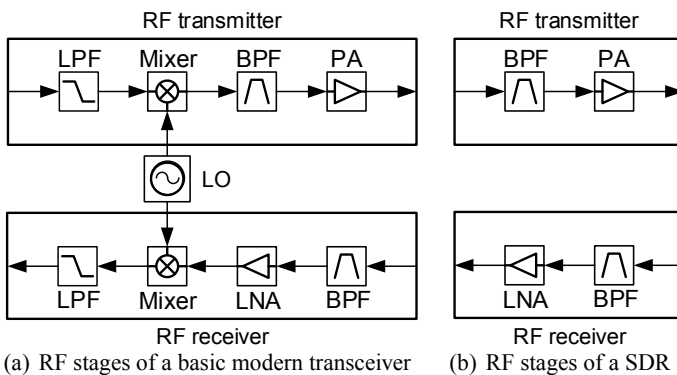 RF transmitter
LPF Mixer BPF PA
LO
LPF Mixer LNA BPF
RF receiver
(a) RF stages of a basic modern transceiver
RF transmitter
BPF PA
LNA BPF
RF receiver
(b) RF stages of a SDR